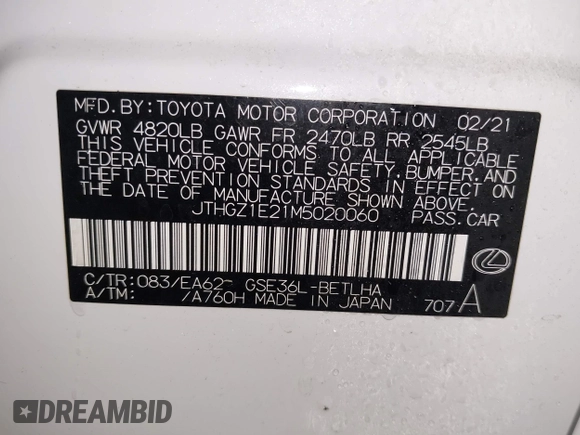 MFD.BY: TOYOTA MOTOR CORPORATION 02/21
GVWR 4820LB GAWR FR 2470LB RR 2545LB
THIS VEHICLE CONFORMS TO ALL APPLICABLE
FEDERAL MOTOR VEHICLE SAFETY,BUMPER, AND
THEFT PREVENTION STANDARDS IN EFFECT ON
THE DATE OF MANUFACTURE SHOWN ABOVE.
JTHGZ1E21M5020060 PASS.CAR
C/TR: 083/EA62- GSE36L-BETLHA
A/TM: /A760H MADE IN JAPAN 707 A
DREAMBID